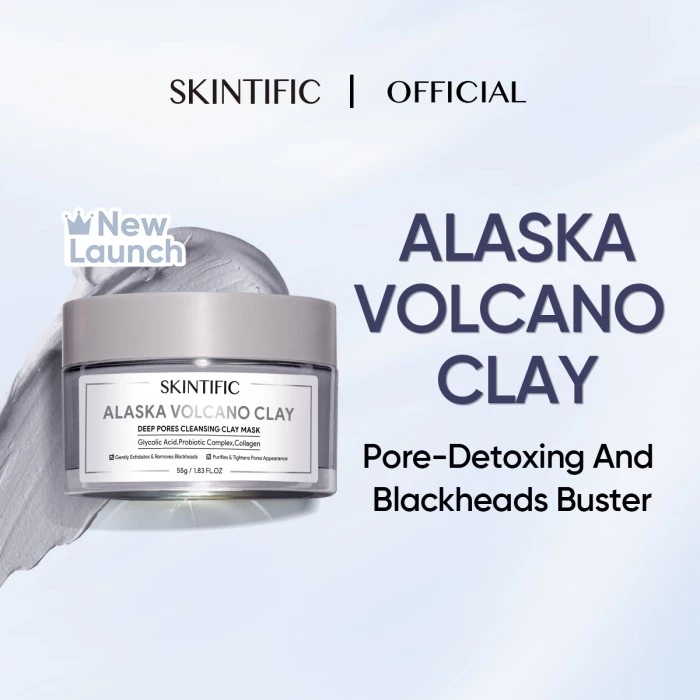 SKINTIFIC | OFFICIAL
New
Launch
ALASKA
VOLCANO
CLAY
Pore-Detoxing And
Blackheads Buster
SKINTIFIC
ALASKA VOLCANO CLAY
DEEP PORES CLEANSING CLAY MASK
Glycolic Acid,Probiotic Complex,Collagen
Gently Exfoliates & Removes Blackheads Purifies & Tightens Pores Appearance
55g / 1.83 FL.OZ